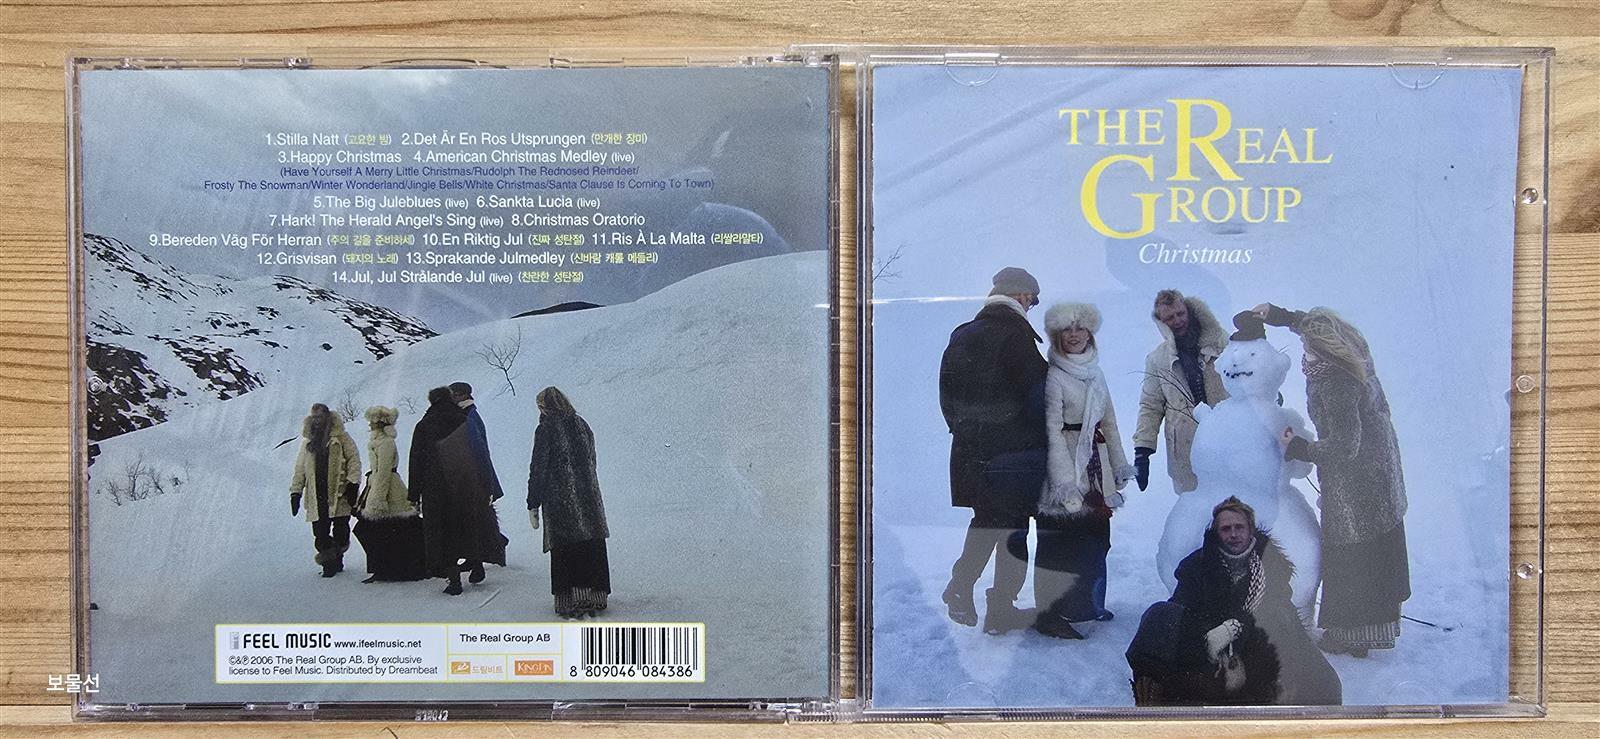 1.Stilla Natt (고요한 밤) 2.Det Är En Ros Utsprungen (만개한 장미)
3.Happy Christmas 4.American Christmas Medley (live)
(Have Yourself A Merry Little Christmas/Rudolph The Rednosed Reindeer/
Frosty The Snowman/Winter Wonderland/Jingle Bells/White Christmas/Santa Clause Is Coming To Town)
5.The Big Juleblues (live) 6.Sankta Lucia (live)
7.Hark! The Herald Angel's Sing (live) 8.Christmas Oratorio
9.Bereden Väg För Herran (주의 길을 준비하세) 10.En Riktig Jul (진짜 성탄절) 11.Ris À La Malta (리쌀라말타)
12.Grisvisan (돼지의 노래) 13.Sprakande Julmedley (신바람 캐롤 메들리)
14.Jul, Jul Strålande Jul (live) (찬란한 성탄절)
FEEL MUSIC www.ifeelmusic.net
©&℗ 2006 The Real Group AB. By exclusive
license to Feel Music. Distributed by Dreambeat
The Real Group AB
드림비트 KINGPIN
8 809046 084386
보물선
THE REAL
GROUP
Christmas